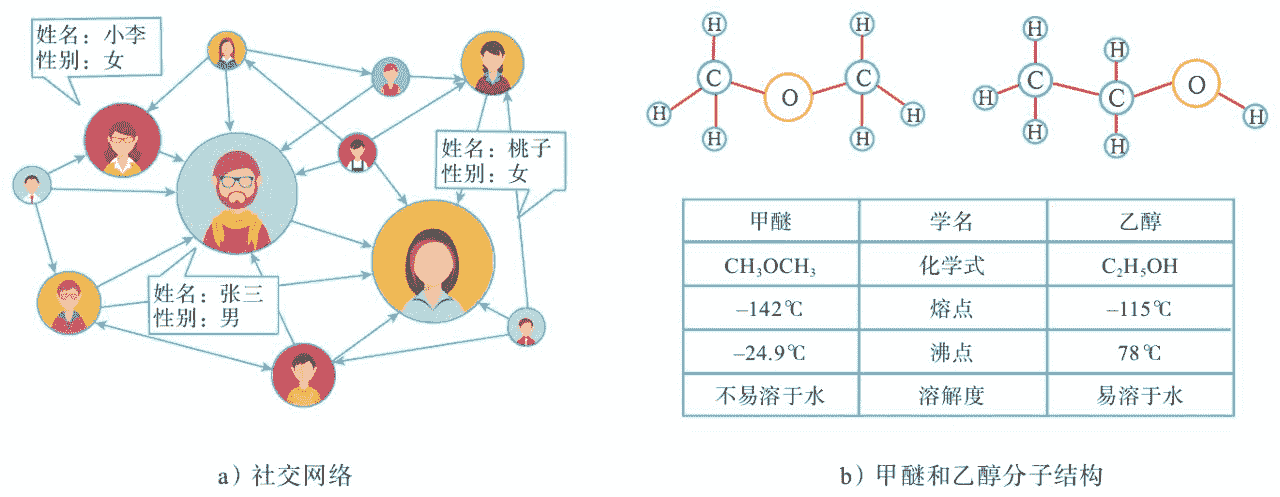 姓名：小李
性别：女
姓名：桃子
性别：女
姓名：张三
性别：男
a）社交网络
H H H H
C O C C C O
H H H H H H
H H H H
甲醚 学名 乙醇
CH₃OCH₃ 化学式 C₂H₅OH
–142℃ 熔点 –115℃
–24.9℃ 沸点 78℃
不易溶于水 溶解度 易溶于水
b）甲醚和乙醇分子结构